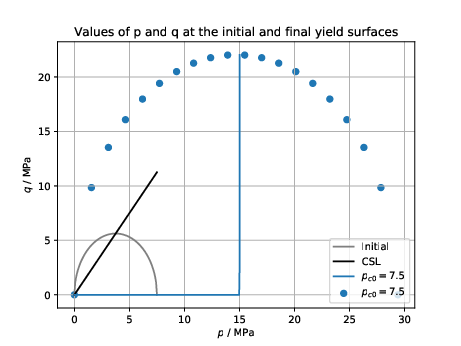 Values of p and q at the initial and final yield surfaces
20
15
10
5
0
q / MPa
0 5 10 15 20 25 30
p / MPa
Initial
CSL
p_c0 = 7.5
p_c0 = 7.5